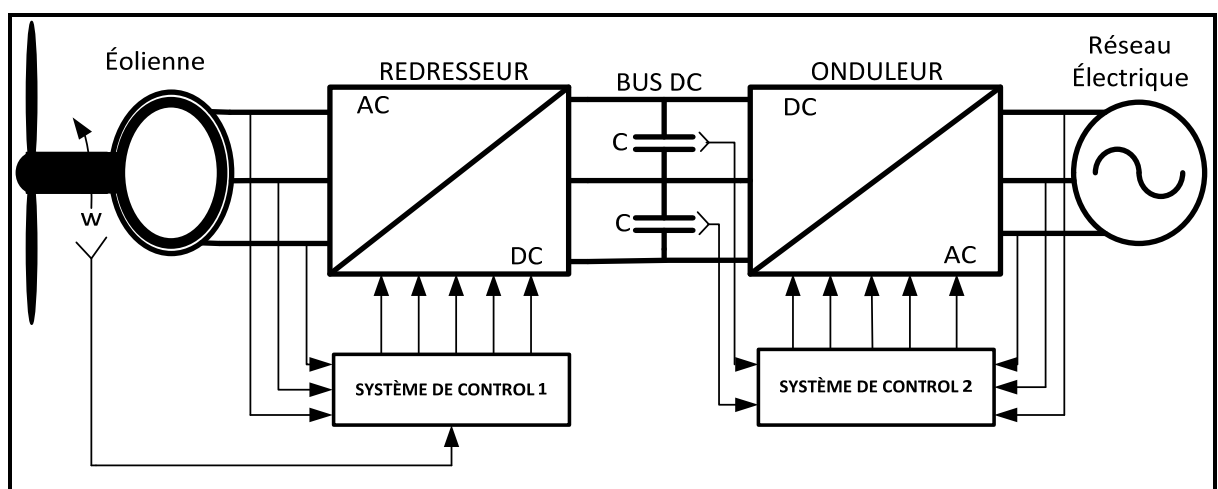 Éolienne
REDRESSEUR
BUS DC
ONDULEUR
Réseau
Électrique
AC
DC
C
C
DC
AC
w
SYSTÈME DE CONTROL 1
SYSTÈME DE CONTROL 2